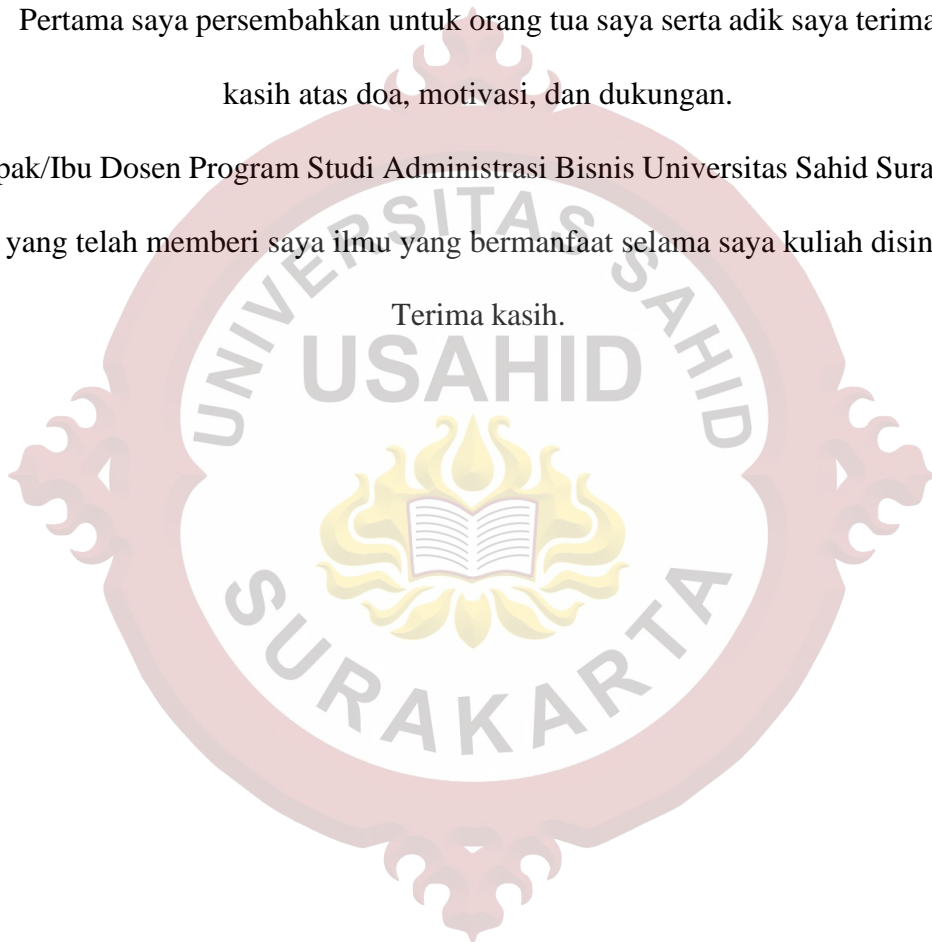 Pertama saya persembahkan untuk orang tua saya serta adik saya terima
kasih atas doa, motivasi, dan dukungan.
pak/Ibu Dosen Program Studi Administrasi Bisnis Universitas Sahid Sura
yang telah memberi saya ilmu yang bermanfaat selama saya kuliah disin
Terima kasih.
UNIVERSITAS SAHID
USAHID
SURAKARTA